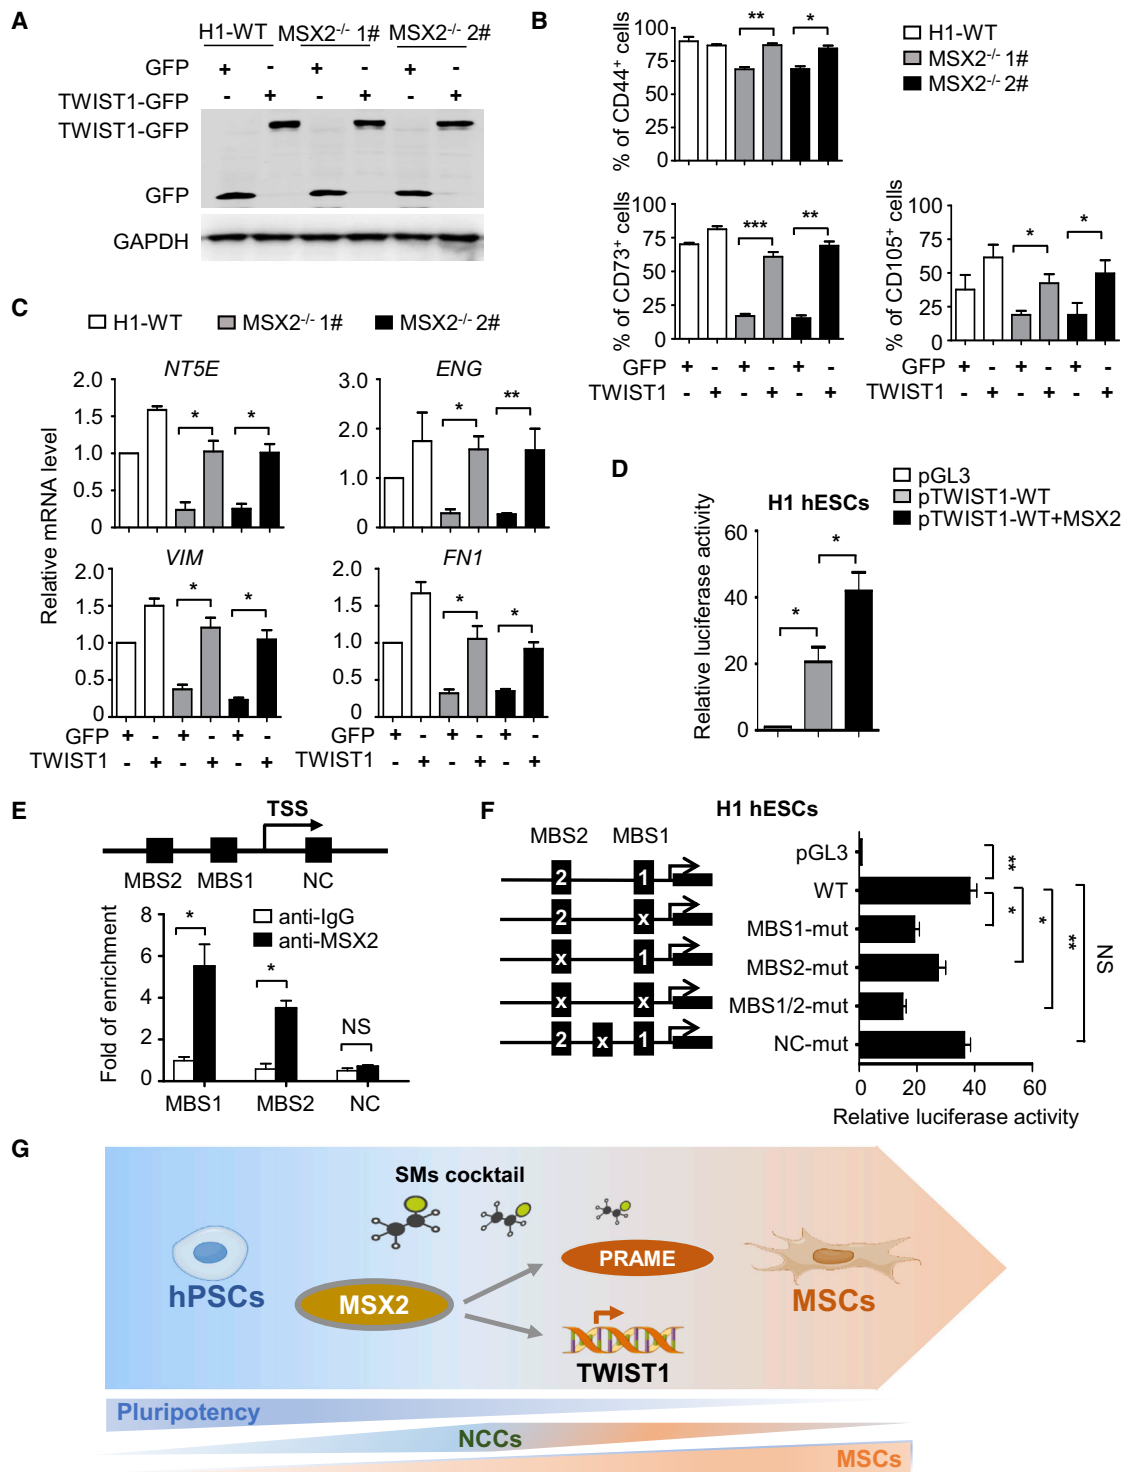 A
H1-WT MSX2-/- 1# MSX2-/- 2#
GFP + - + - + -
TWIST1-GFP - + - + - +
TWIST1-GFP
GFP
GAPDH
B
H1-WT
MSX2-/- 1#
MSX2-/- 2#
% of CD44+ cells
100
75
50
25
0
** *
% of CD73+ cells
100
75
50
25
0
*** **
GFP + - + - + -
TWIST1 - + - + - +
% of CD105+ cells
100
75
50
25
0
* *
GFP + - + - + -
TWIST1 - + - + - +
C
H1-WT MSX2-/- 1# MSX2-/- 2#
Relative mRNA level
NT5E
2.0
1.5
1.0
0.5
0
* *
ENG
3.0
2.0
1.0
0
* **
VIM
2.0
1.5
1.0
0.5
0
* *
FN1
2.0
1.5
1.0
0.5
0
* *
GFP + - + - + - + - + - + -
TWIST1 - + - + - + - + - + - +
D
pGL3
pTWIST1-WT
pTWIST1-WT+MSX2
H1 hESCs
Relative luciferase activity
60
40
20
0
* *
E
TSS
MBS2 MBS1 NC
Fold of enrichment
8
6
4
2
0
anti-IgG
anti-MSX2
* * NS
MBS1 MBS2 NC
F
H1 hESCs
MBS2 MBS1
2 1
2 x
x 1
x x
2 x 1
pGL3
WT
MBS1-mut
MBS2-mut
MBS1/2-mut
NC-mut
** * * ** NS
0 20 40 60
Relative luciferase activity
G
SMs cocktail
hPSCs
MSX2
PRAME
TWIST1
MSCs
Pluripotency
NCCs
MSCs